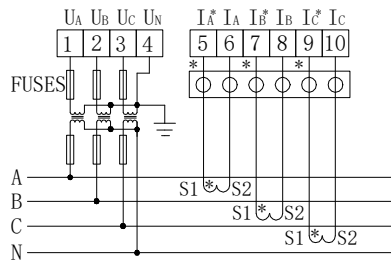 UA UB UC UN IA* IA IB* IB IC* IC
1 2 3 4 5 6 7 8 9 10
* * *
FUSES
A S1 * S2
B S1 * S2
C S1 * S2
N